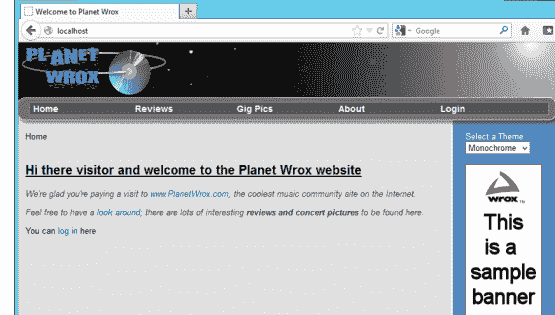 Welcome to Planet Wrox
localhost
Google
PLANET
WROX
Home Reviews Gig Pics About Login
Home
Select a Theme
Monochrome
Hi there visitor and welcome to the Planet Wrox website
We're glad you're paying a visit to www.PlanetWrox.com, the coolest music community site on the Internet.
Feel free to have a look around; there are lots of interesting reviews and concert pictures to be found here.
You can log in here
wrox™
This
is a
sample
banner